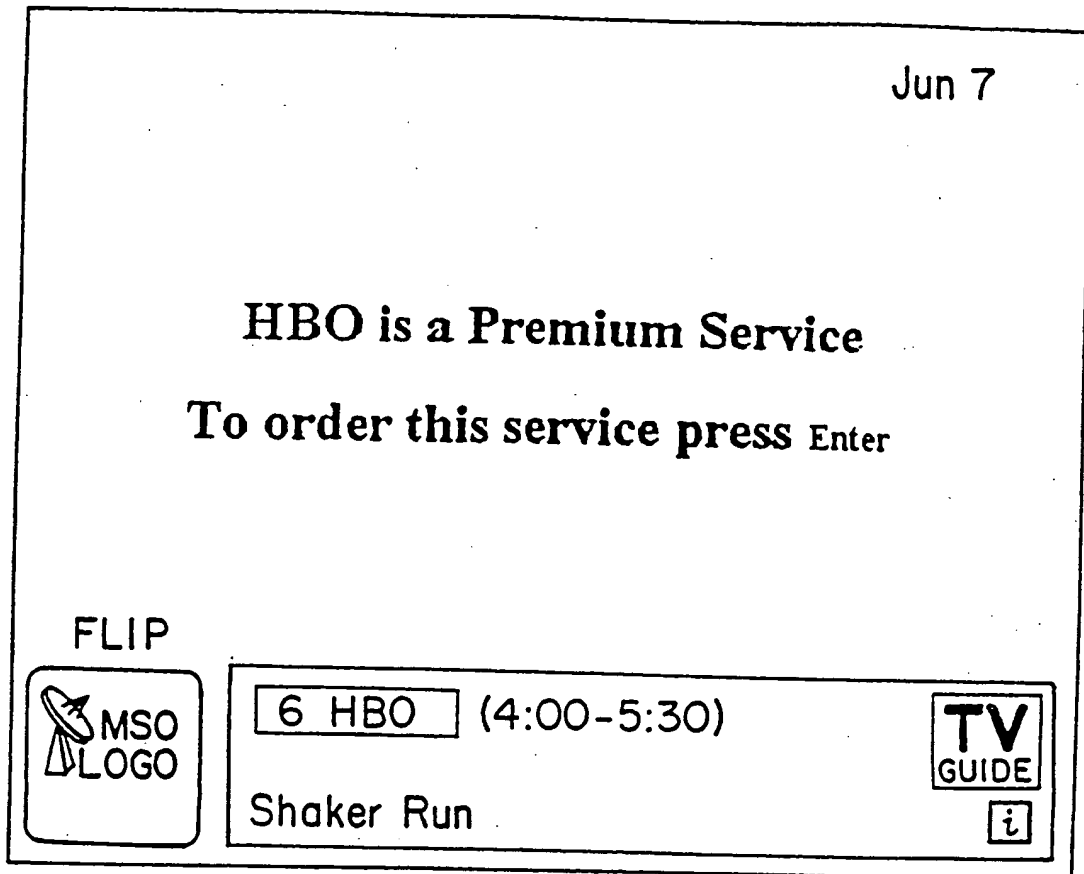 Jun 7
HBO is a Premium Service
To order this service press Enter
FLIP
MSO
LOGO
6 HBO (4:00-5:30)
Shaker Run
TV
GUIDE
i